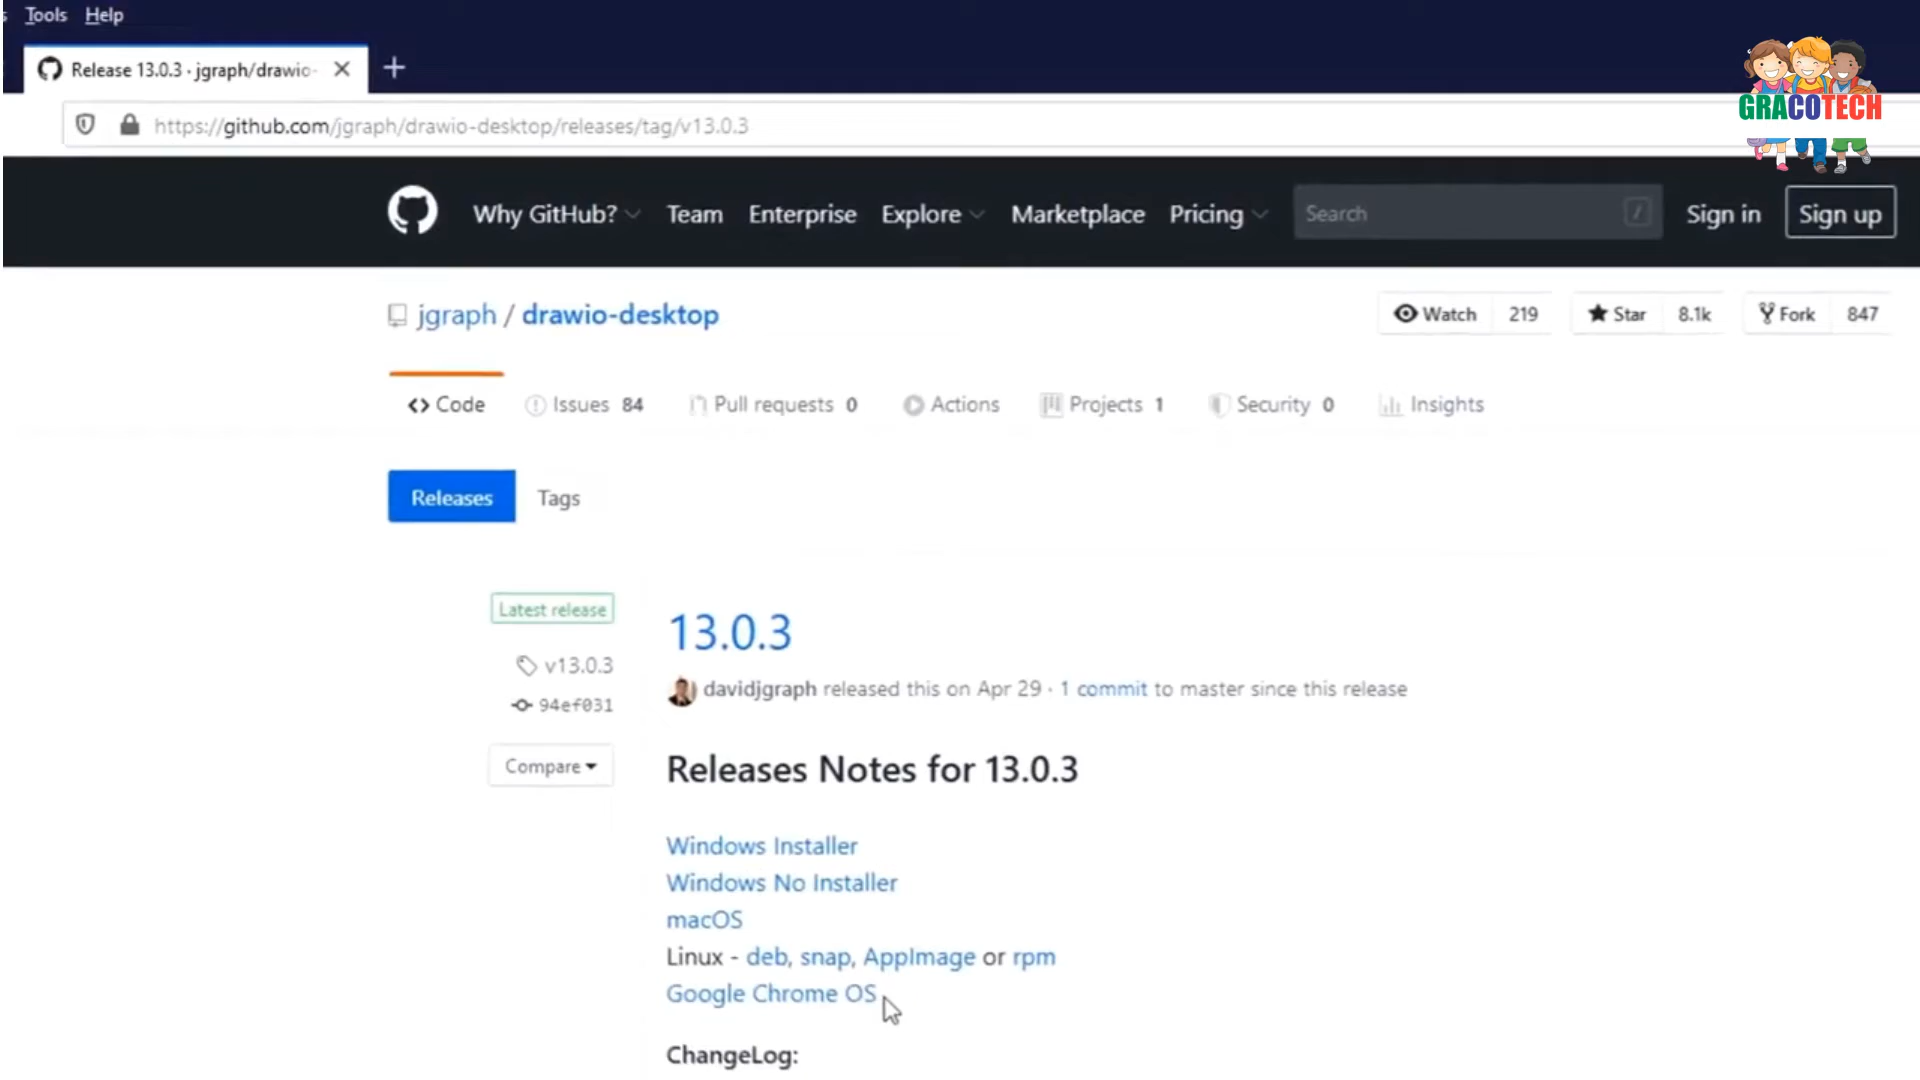 Tools Help
Release 13.0.3 · jgraph/drawio-
https://github.com/jgraph/drawio-desktop/releases/tag/v13.0.3
GRACOTECH
Why GitHub? Team Enterprise Explore Marketplace Pricing Search / Sign in Sign up
jgraph / drawio-desktop Watch 219 Star 8.1k Fork 847
Code Issues 84 Pull requests 0 Actions Projects 1 Security 0 Insights
Releases Tags
Latest release
13.0.3
v13.0.3
davidjgraph released this on Apr 29 · 1 commit to master since this release
94ef031
Compare
Releases Notes for 13.0.3
Windows Installer
Windows No Installer
macOS
Linux - deb, snap, AppImage or rpm
Google Chrome OS
ChangeLog: